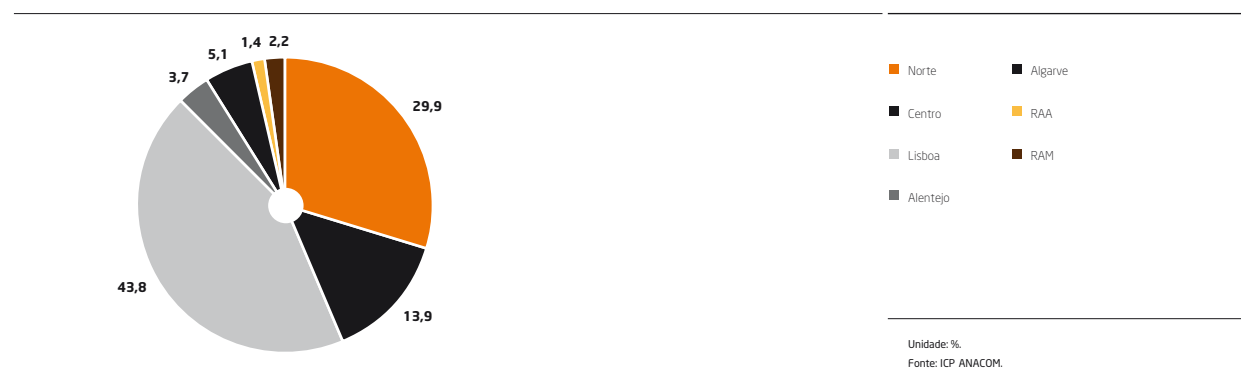 1,4 2,2
5,1
3,7
29,9
43,8
13,9
Norte
Centro
Lisboa
Alentejo
Algarve
RAA
RAM
Unidade: %.
Fonte: ICP ANACOM.